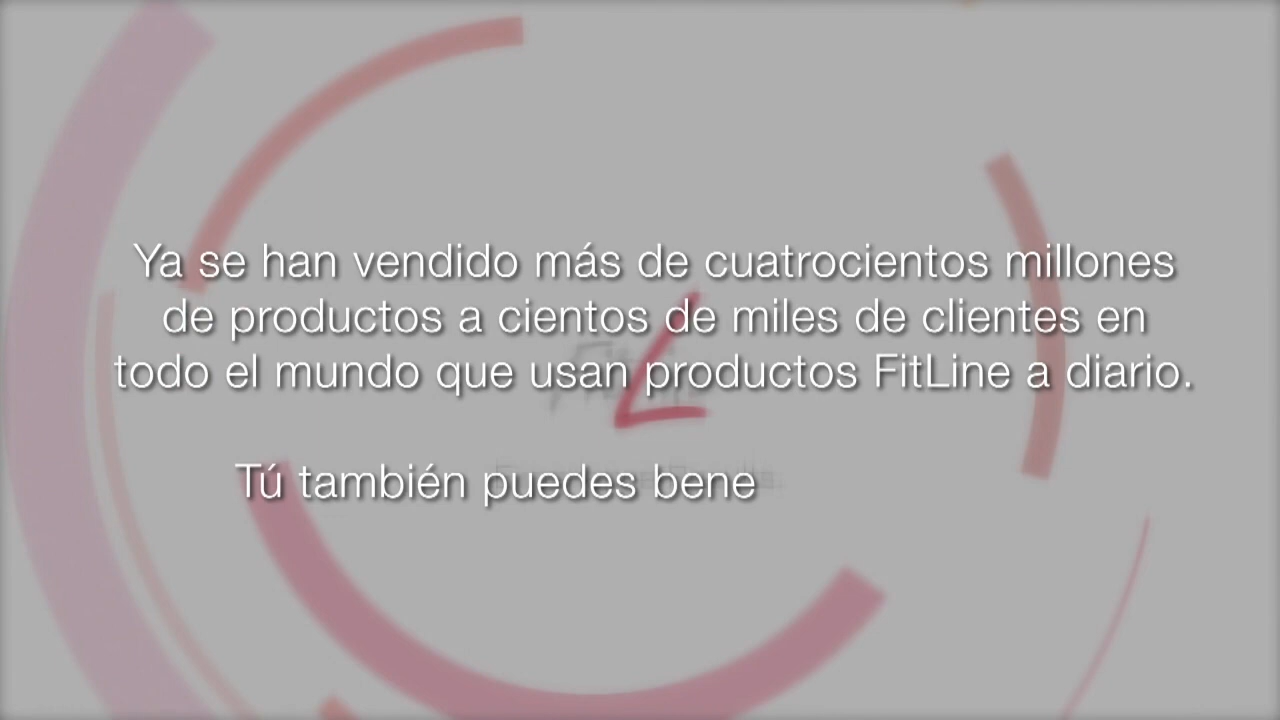 Ya se han vendido más de cuatrocientos millones
de productos a cientos de miles de clientes en
todo el mundo que usan productos FitLine a diario.
Tú también puedes bene